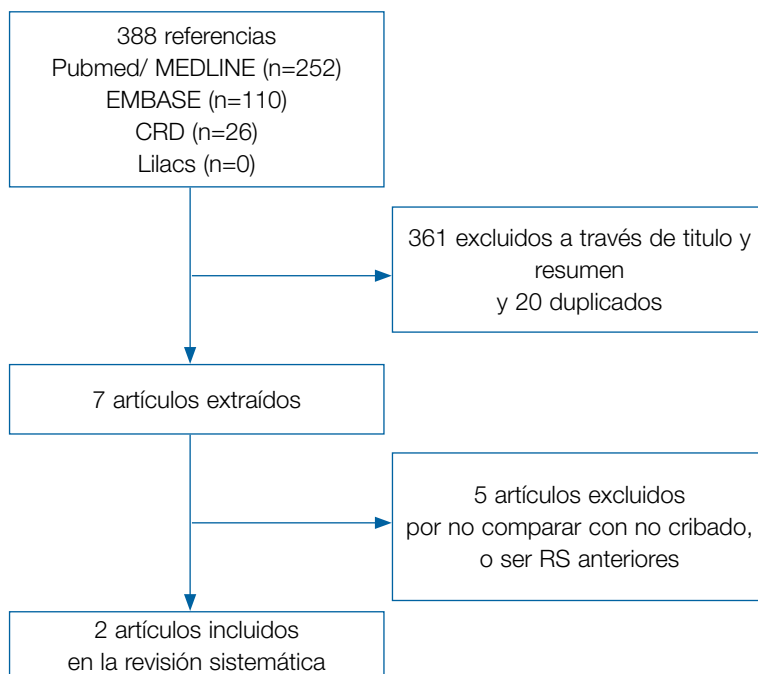 388 referencias
Pubmed/ MEDLINE (n=252)
EMBASE (n=110)
CRD (n=26)
Lilacs (n=0)
361 excluidos a través de titulo y
resumen
y 20 duplicados
7 artículos extraídos
5 artículos excluidos
por no comparar con no cribado,
o ser RS anteriores
2 artículos incluidos
en la revisión sistemática